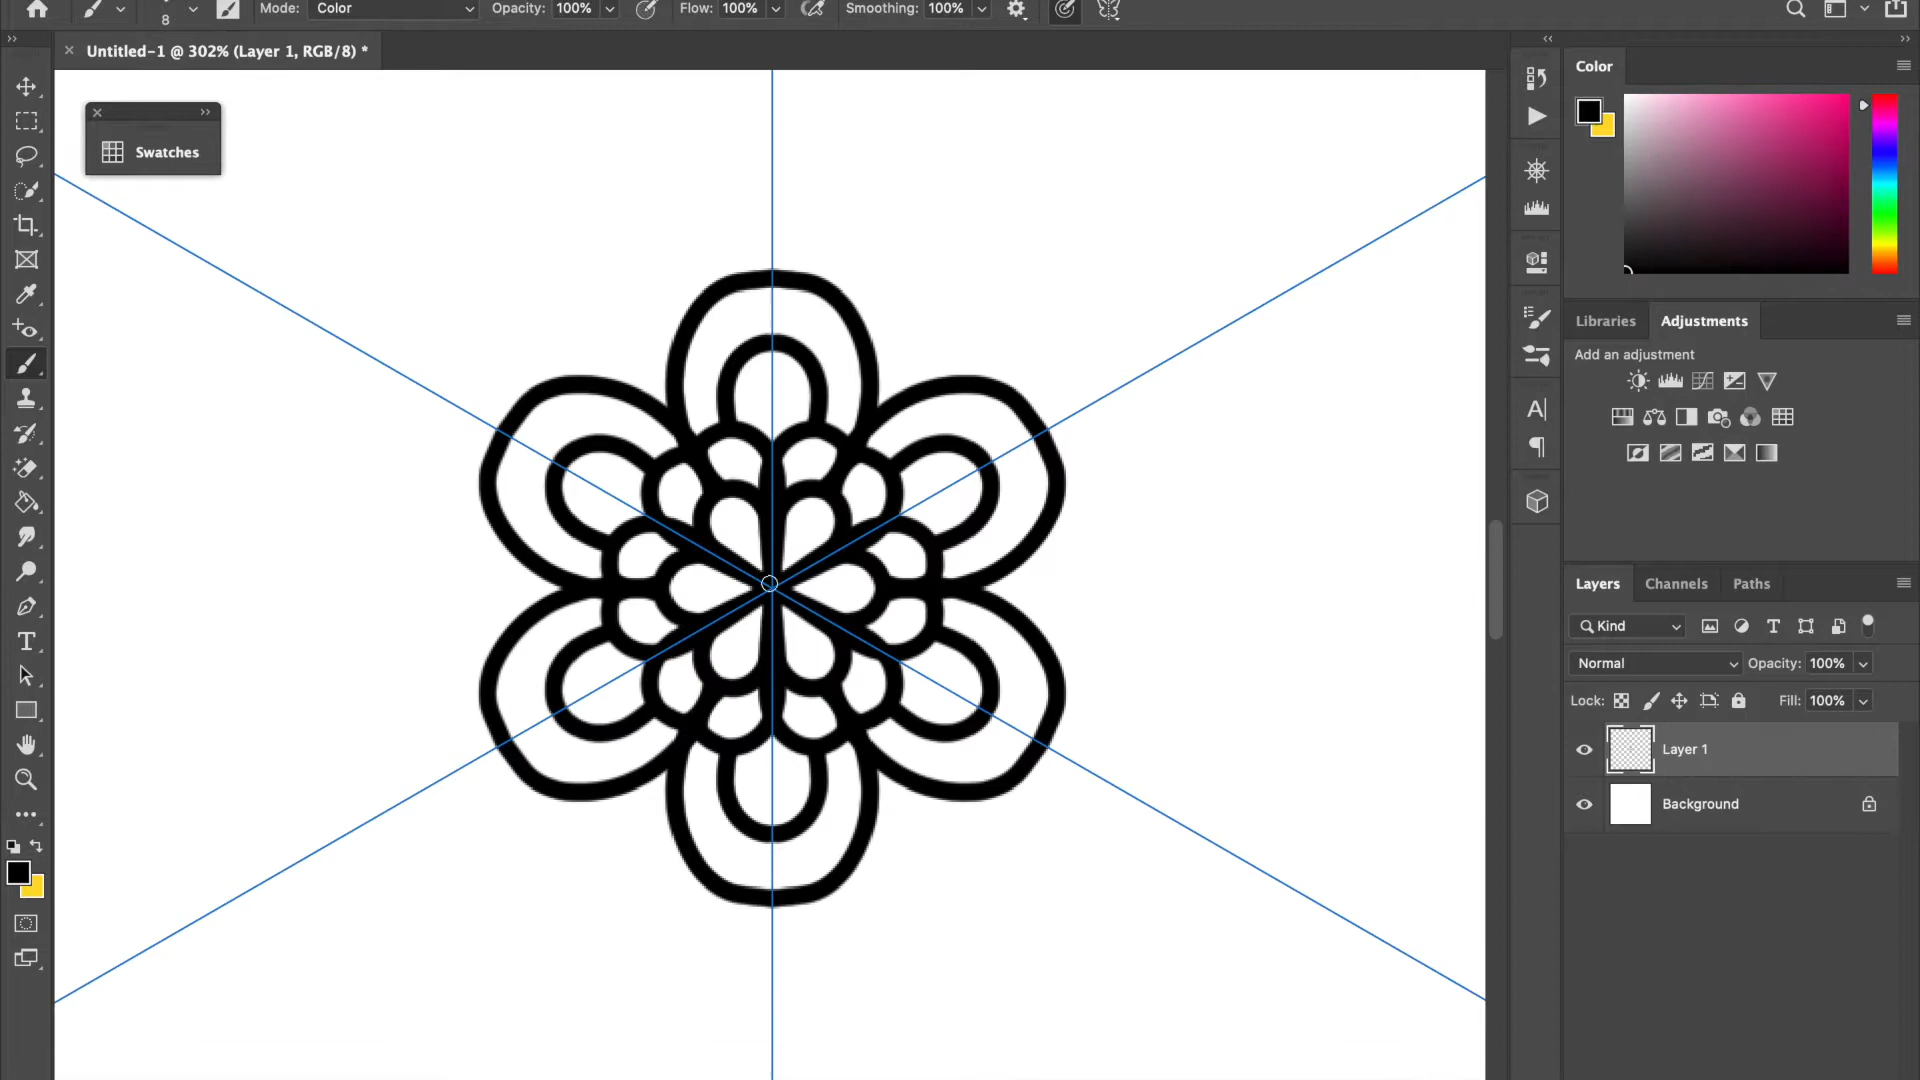 8 Mode: Color Opacity: 100% Flow: 100% Smoothing: 100%
Untitled-1 @ 302% (Layer 1, RGB/8) *
Swatches
Color
Libraries Adjustments
Add an adjustment
Layers Channels Paths
Kind
Normal Opacity: 100%
Lock: Fill: 100%
Layer 1
Background